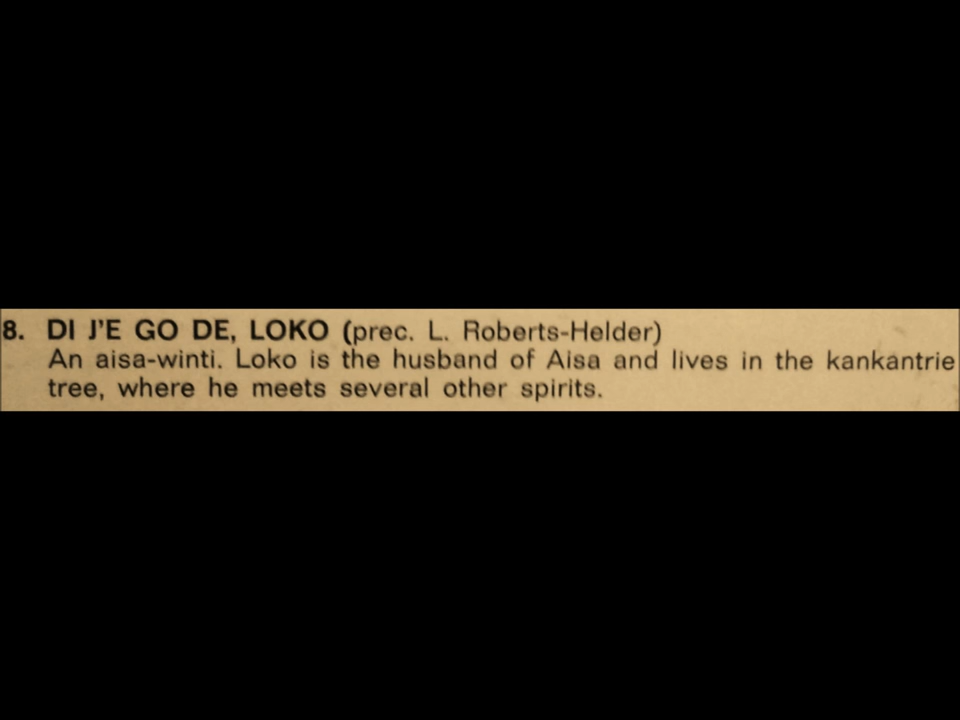 8. DI J'E GO DE, LOKO (prec. L. Roberts-Helder)
An aisa-winti. Loko is the husband of Aisa and lives in the kankantrie
tree, where he meets several other spirits.